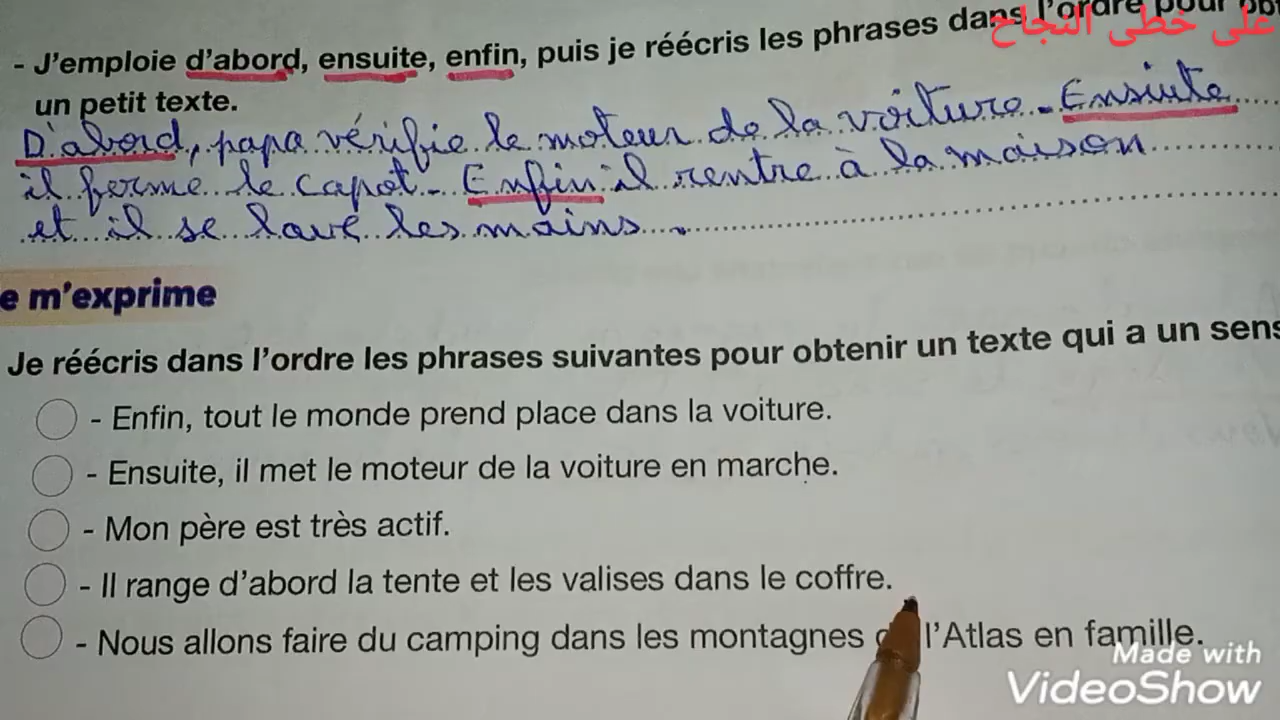 - J'emploie d'abord, ensuite, enfin, puis je réécris les phrases dans l'ordre pour
على خطى النجاح
un petit texte.
D'abord, papa vérifie le moteur de la voiture. Ensuite
il ferme le capot. Enfin il rentre à la maison
et il se lave les mains.
e m'exprime
Je réécris dans l'ordre les phrases suivantes pour obtenir un texte qui a un sens
- Enfin, tout le monde prend place dans la voiture.
- Ensuite, il met le moteur de la voiture en marche.
- Mon père est très actif.
- Il range d'abord la tente et les valises dans le coffre.
- Nous allons faire du camping dans les montagnes l'Atlas en famille.
Made with
VideoShow